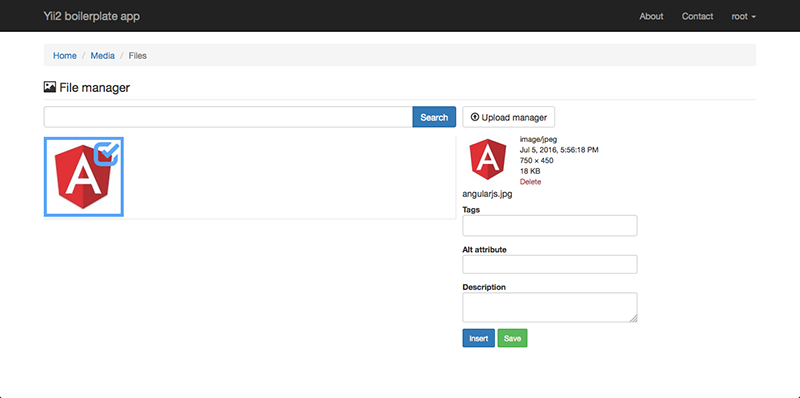 Yii2 boilerplate app
About Contact root
Home / Media / Files
File manager
Search
Upload manager
A
A
image/jpeg
Jul 5, 2016, 5:56:18 PM
750 × 450
18 KB
Delete
angularjs.jpg
Tags
Alt attribute
Description
Insert Save